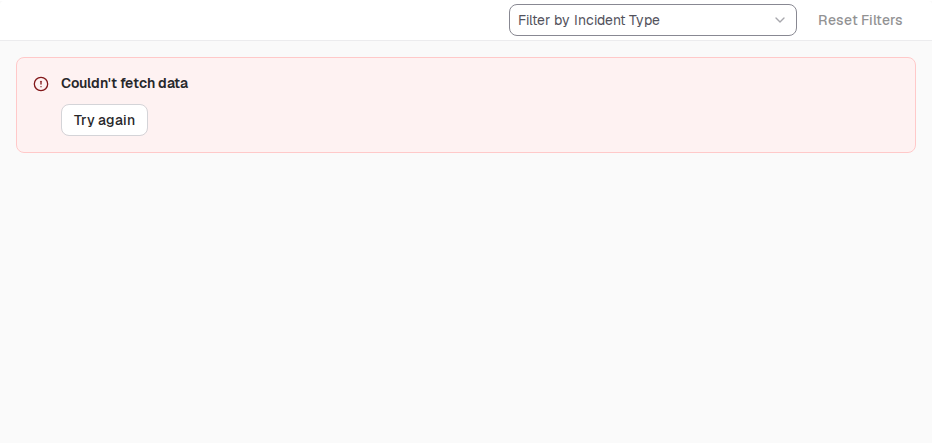 Filter by Incident Type
Reset Filters
Couldn't fetch data
Try again